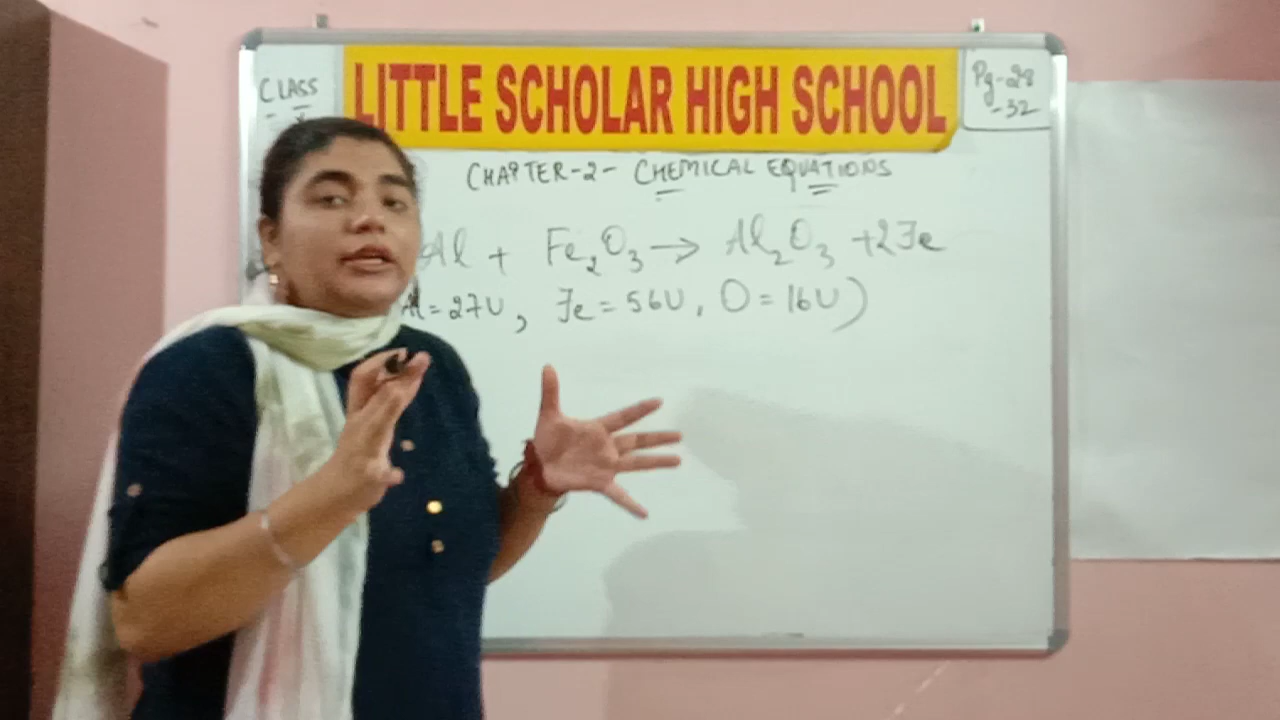 CLASS
LITTLE SCHOLAR HIGH SCHOOL
Pg-28
-32
CHAPTER-2- CHEMICAL EQUATIONS
Al + Fe₂O₃ → Al₂O₃ + 2Fe
Al = 27U, Fe = 56U, O = 16U)